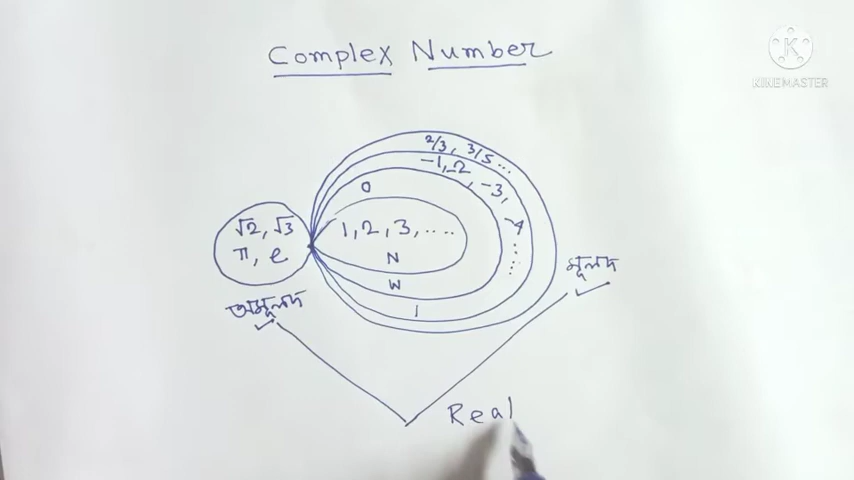 Complex Number
K
KINEMASTER
2/3, 3/5 ...
-1, -2, -3, -4 ....
0
1, 2, 3, ....
N
W
I
√2, √3
π, e
অমূলদ
মূলদ
Real